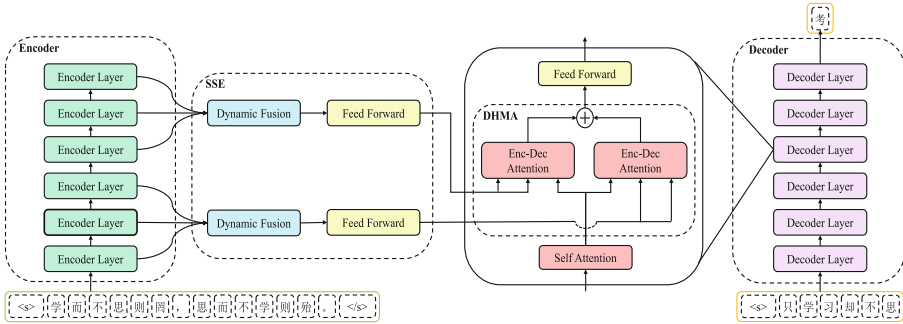 考
Encoder
Decoder
SSE
Encoder Layer
Encoder Layer
Encoder Layer
Encoder Layer
Encoder Layer
Encoder Layer
Dynamic Fusion
Feed Forward
Dynamic Fusion
Feed Forward
Feed Forward
DHMA
+
Enc-Dec
Attention
Enc-Dec
Attention
Self Attention
Decoder Layer
Decoder Layer
Decoder Layer
Decoder Layer
Decoder Layer
Decoder Layer
<s> 学 而 不 思 则 罔 , 思 而 不 学 则 殆 。 </s>
<s> 只 学 习 却 不 思